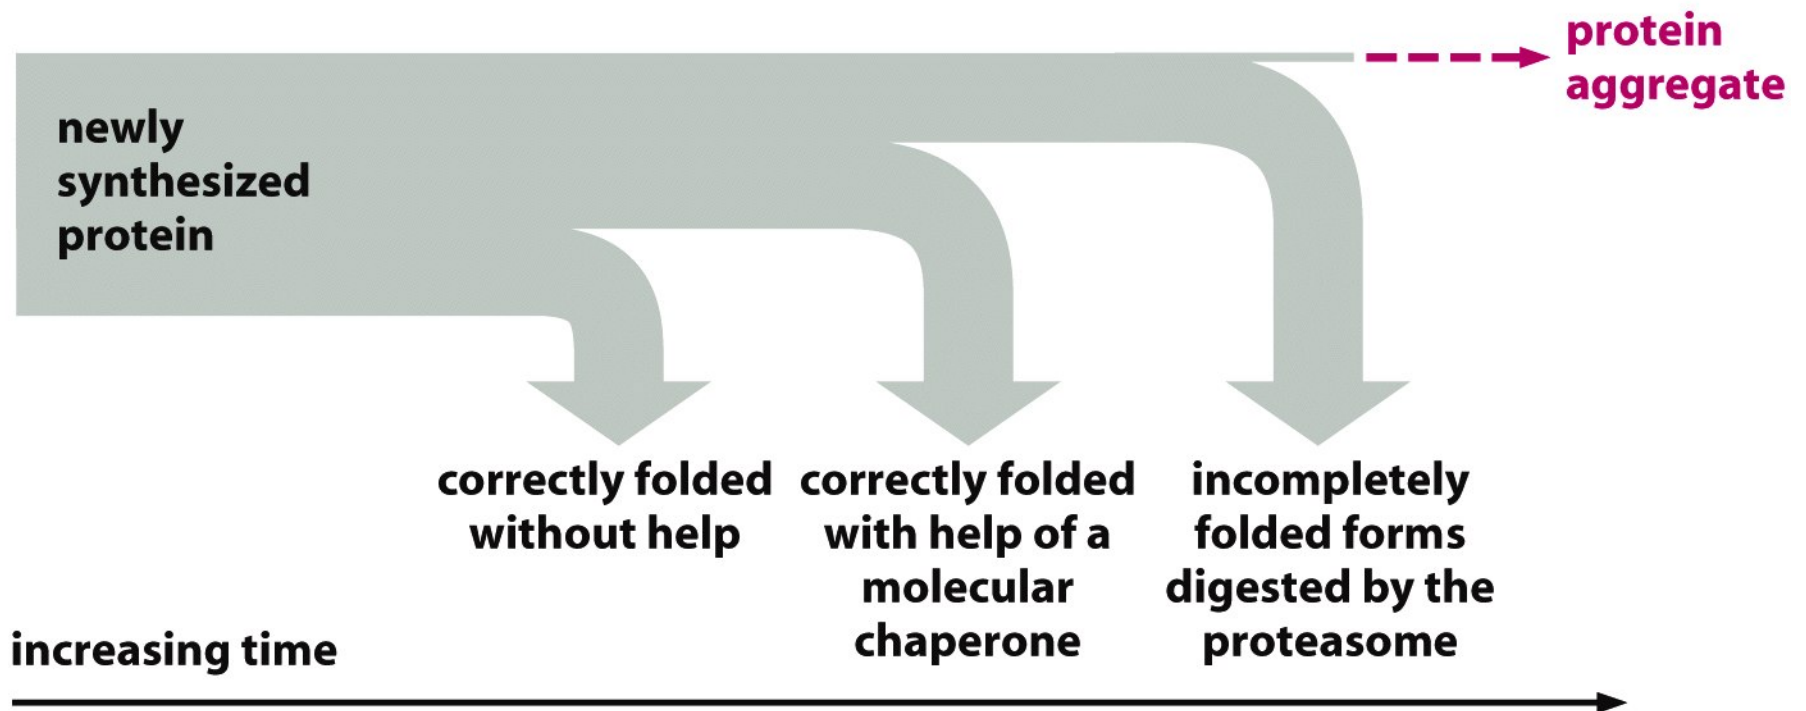 protein
aggregate
newly
synthesized
protein
correctly folded
without help
correctly folded
with help of a
molecular
chaperone
incompletely
folded forms
digested by the
proteasome
increasing time